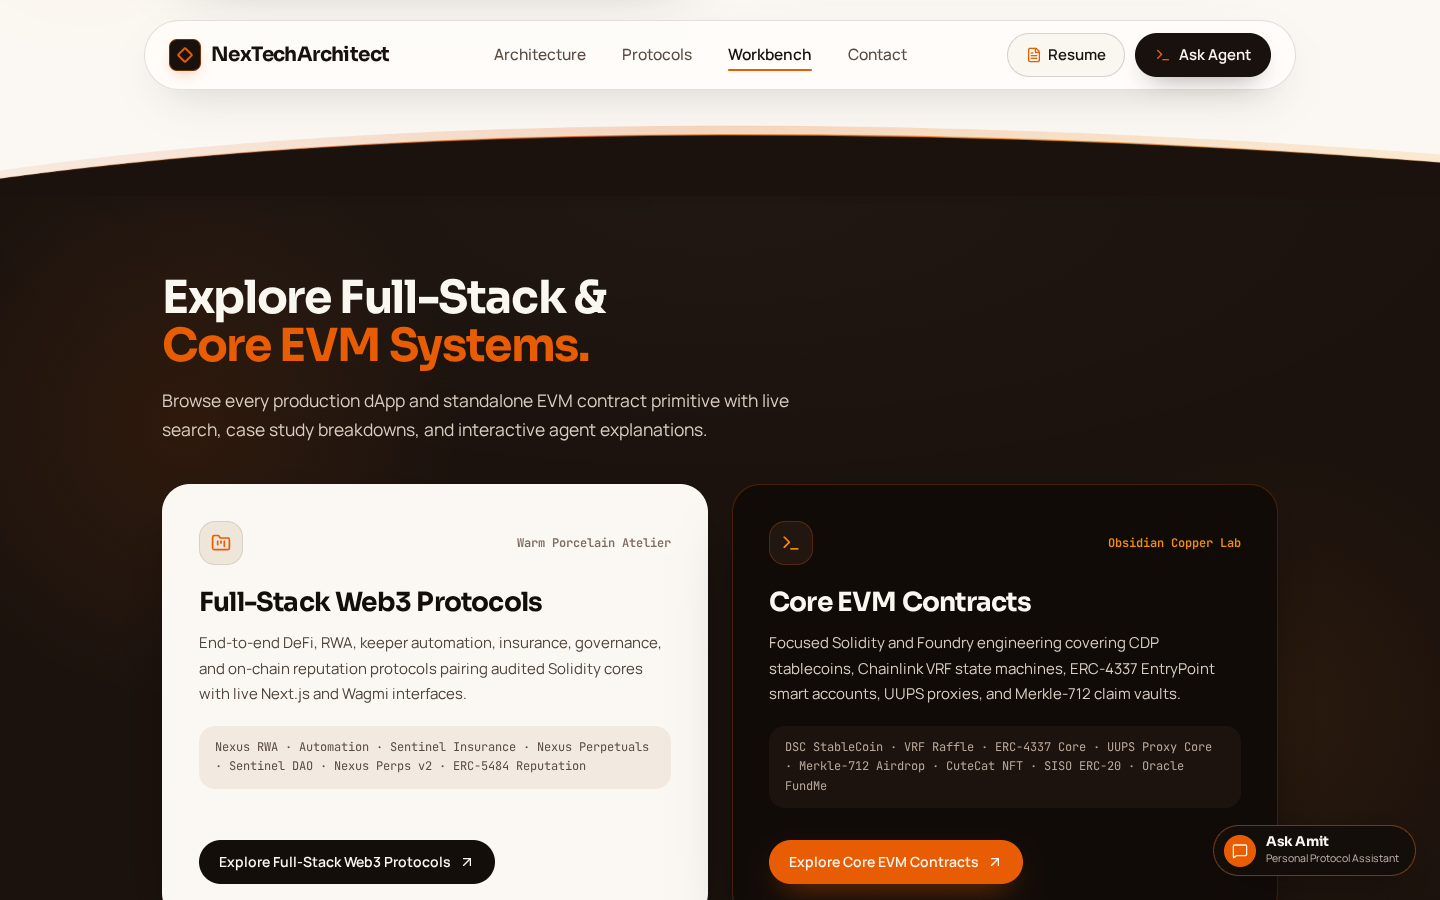 NexTechArchitect
Architecture
Protocols
Workbench
Contact
Resume
Ask Agent
Explore Full-Stack &
Core EVM Systems.
Browse every production dApp and standalone EVM contract primitive with live
search, case study breakdowns, and interactive agent explanations.
Warm Porcelain Atelier
Full-Stack Web3 Protocols
End-to-end DeFi, RWA, keeper automation, insurance, governance,
and on-chain reputation protocols pairing audited Solidity cores
with live Next.js and Wagmi interfaces.
Nexus RWA · Automation · Sentinel Insurance · Nexus Perpetuals
· Sentinel DAO · Nexus Perps v2 · ERC-5484 Reputation
Explore Full-Stack Web3 Protocols
Obsidian Copper Lab
Core EVM Contracts
Focused Solidity and Foundry engineering covering CDP
stablecoins, Chainlink VRF state machines, ERC-4337 EntryPoint
smart accounts, UUPS proxies, and Merkle-712 claim vaults.
DSC StableCoin · VRF Raffle · ERC-4337 Core · UUPS Proxy Core
· Merkle-712 Airdrop · CuteCat NFT · SISO ERC-20 · Oracle
FundMe
Explore Core EVM Contracts
Ask Amit
Personal Protocol Assistant